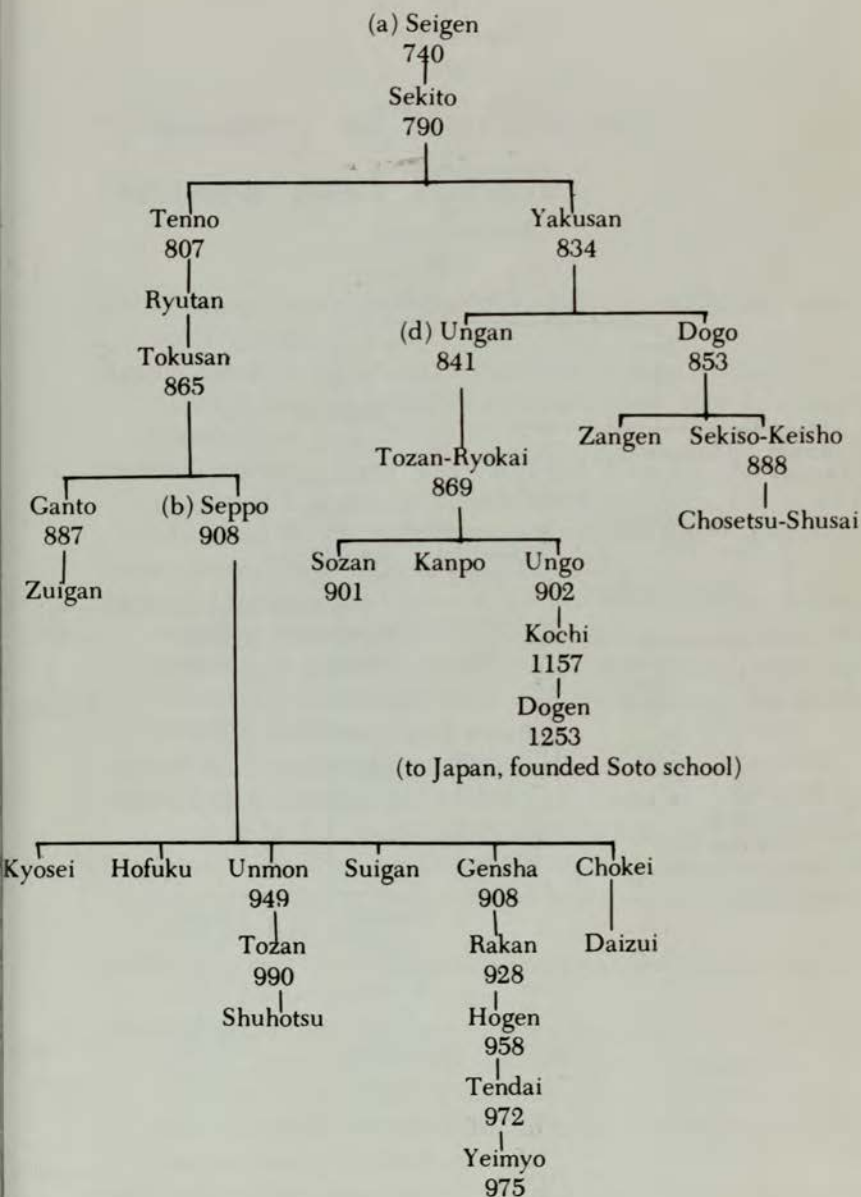 (a) Seigen
740
Sekito
790
Tenno Yakusan
807 834
Ryutan (d) Ungan Dogo
Tokusan 841 853
865
Zangen Sekiso-Keisho
Tozan-Ryokai 888
869
Ganto (b) Seppo Chosetsu-Shusai
887 908
Sozan Kanpo Ungo
Zuigan 901 902
Kochi
1157
Dogen
1253
(to Japan, founded Soto school)
Kyosei Hofuku Unmon Suigan Gensha Chokei
949 908
Tozan Rakan Daizui
990 928
Shuhotsu Hogen
958
Tendai
972
Yeimyo
975